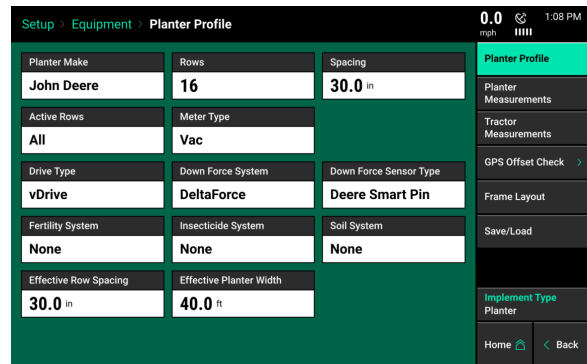 Setup > Equipment > Planter Profile
0.0
mph
1:08 PM
Planter Make
John Deere
Rows
16
Spacing
30.0 in
Active Rows
All
Meter Type
Vac
Drive Type
vDrive
Down Force System
DeltaForce
Down Force Sensor Type
Deere Smart Pin
Fertility System
None
Insecticide System
None
Soil System
None
Effective Row Spacing
30.0 in
Effective Planter Width
40.0 ft
Planter Profile
Planter
Measurements
Tractor
Measurements
GPS Offset Check >
Frame Layout
Save/Load
Implement Type
Planter
Home
< Back